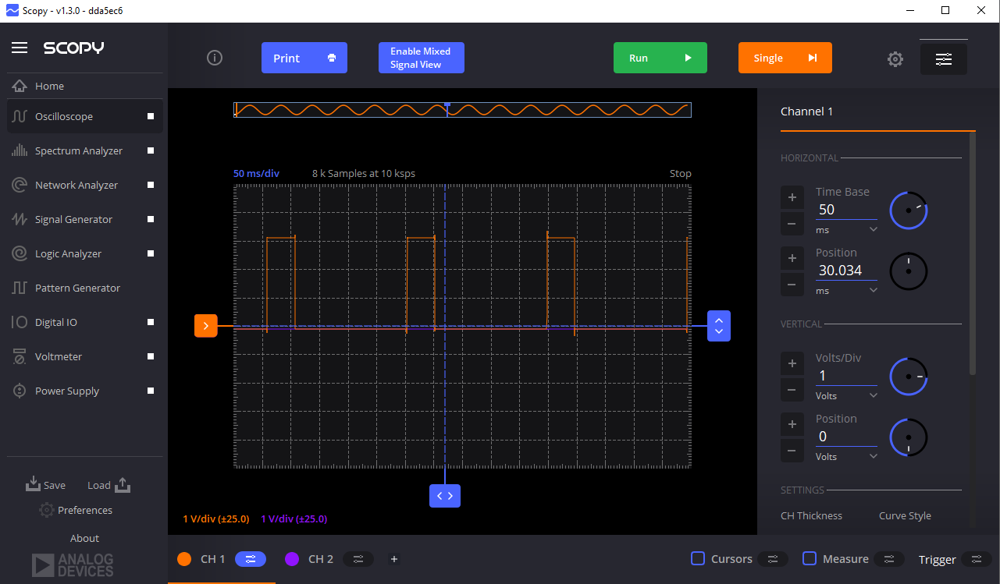 Scopy - v1.3.0 - dda5ec6
SCOPY
Print
Enable Mixed
Signal View
Run
Single
Home
Oscilloscope
Spectrum Analyzer
Network Analyzer
Signal Generator
Logic Analyzer
Pattern Generator
Digital IO
Voltmeter
Power Supply
Save
Load
Preferences
About
ANALOG
DEVICES
50 ms/div
8 k Samples at 10 ksps
Stop
1 V/div (±25.0)
1 V/div (±25.0)
Channel 1
HORIZONTAL
Time Base
50
ms
Position
30.034
ms
VERTICAL
Volts/Div
1
Volts
Position
0
Volts
SETTINGS
CH Thickness
Curve Style
CH 1
CH 2
Cursors
Measure
Trigger